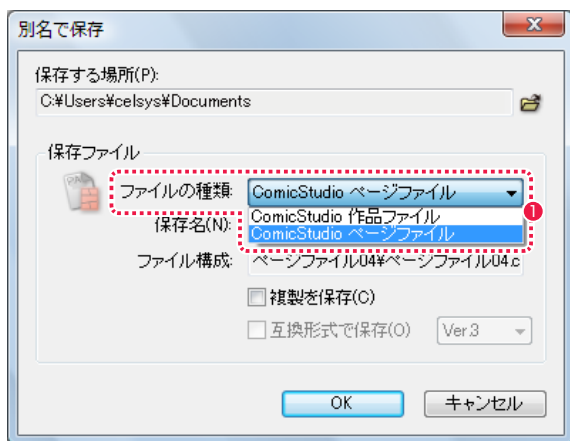 別名で保存
保存する場所(P):
C:¥Users¥celsys¥Documents
保存ファイル
ファイルの種類: ComicStudio ページファイル
ComicStudio 作品ファイル
保存名(N): ComicStudio ページファイル
ファイル構成: ページファイル04¥ページファイル04.c
複製を保存(C)
互換形式で保存(O) Ver.3
OK キャンセル
1